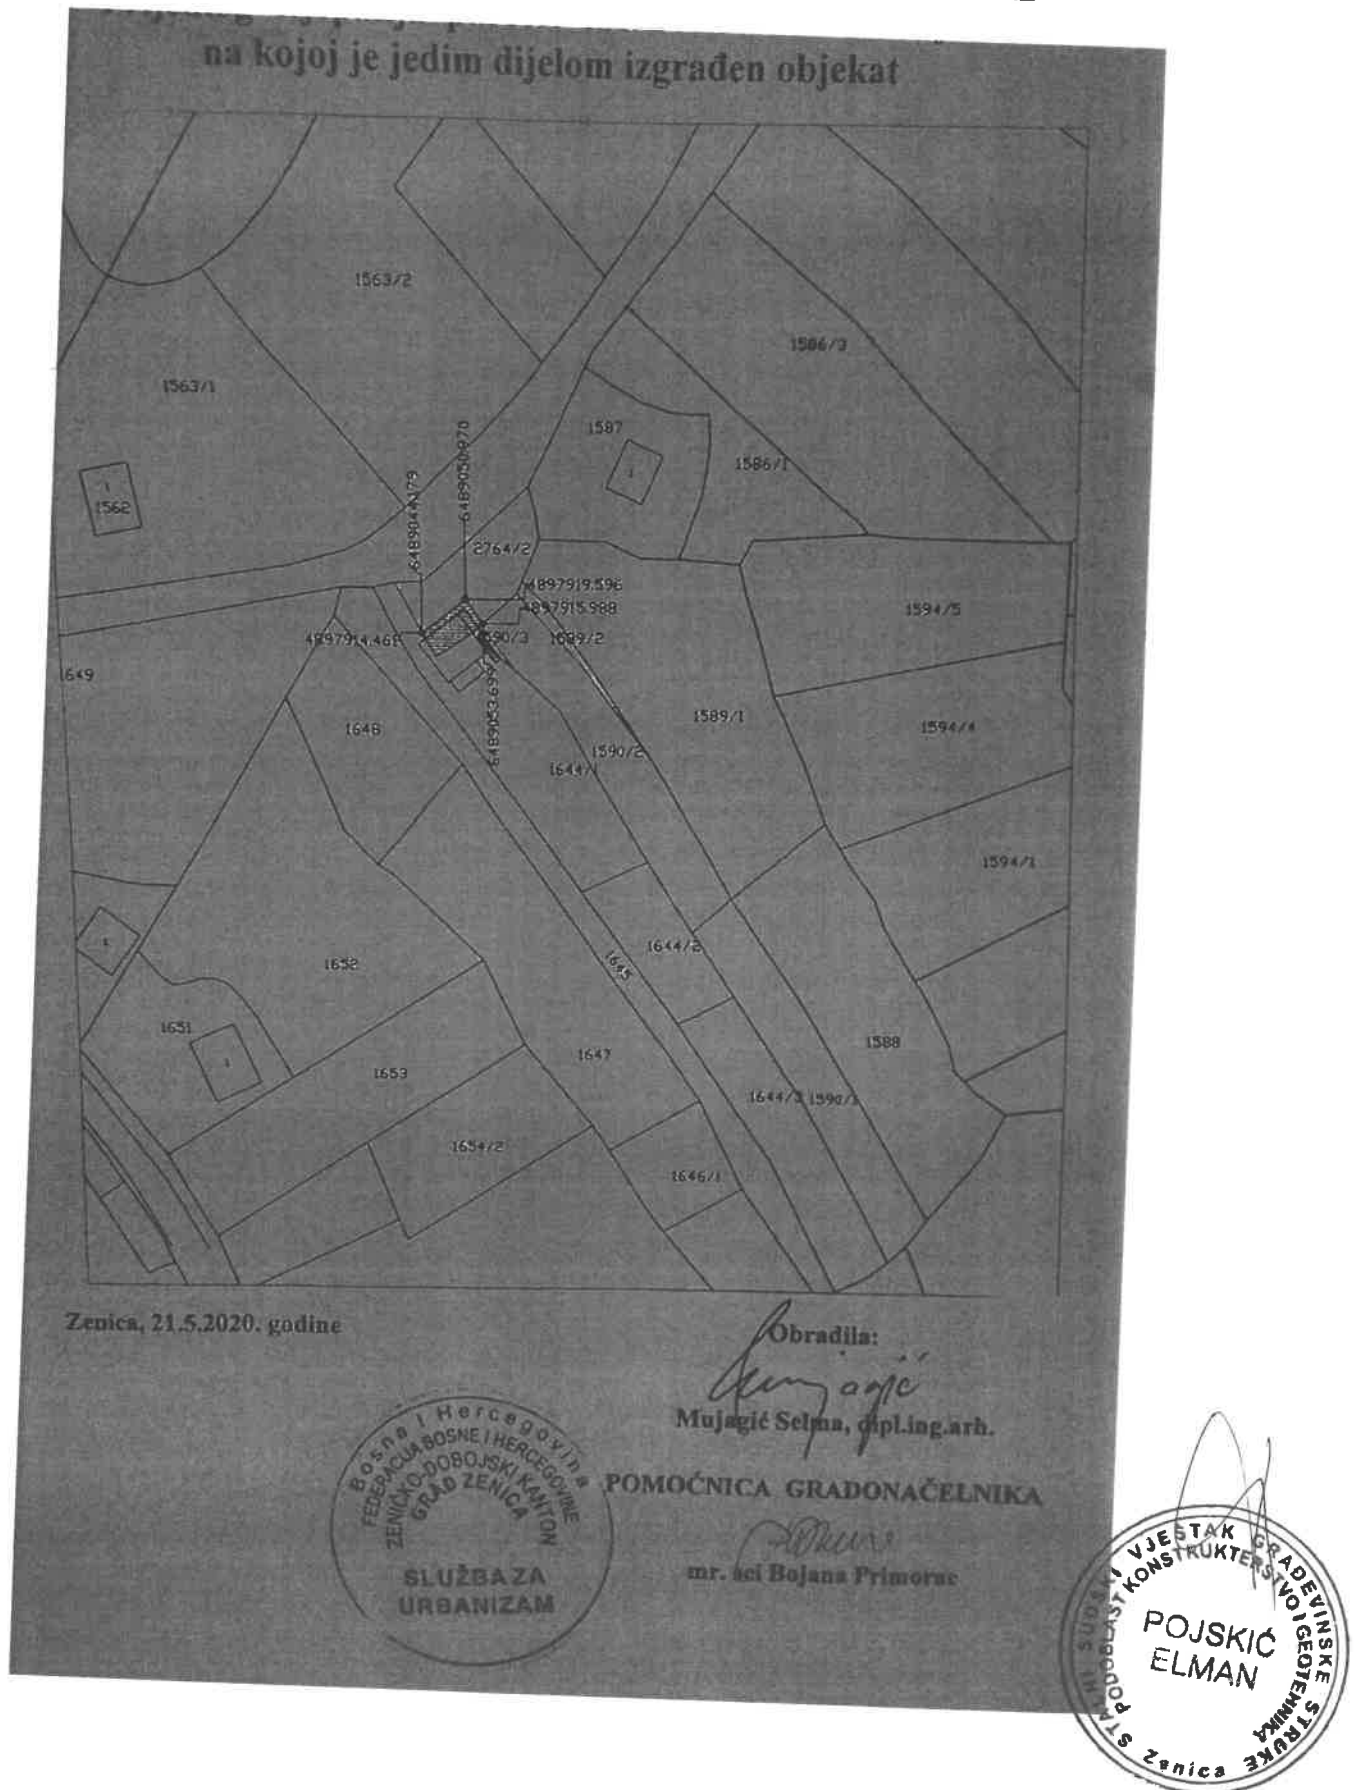 na kojoj je jedim dijelom izgrađen objekat
1563/2
1586/3
1563/1
1587
1586/1
1
1562
1
6489044.179
6489050.970
2764/2
4897919.596
4897915.988
1594/5
4897914.461
1589/2
1649
1648
1589/1
1594/4
1590/2
1644/1
1594/1
1644/2
1645
1652
1651
1
1653
1647
1588
1644/3
1590/1
1654/2
1646/1
Zenica, 21.5.2020. godine
Obradila:
Mujagić Selma, dipl.ing.arh.
Bosna i Hercegovina
FEDERACIJA BOSNE I HERCEGOVINE
ZENIČKO-DOBOJSKI KANTON
GRAD ZENICA
SLUŽBA ZA
URBANIZAM
POMOĆNICA GRADONAČELNIKA
mr. sci Bojana Primorac
STALNI SUDSKI VJEŠTAK GRAĐEVINSKE STRUKE
PODOBLAST KONSTRUKTERSTVO I GEOTEHNIKA
POJSKIĆ
ELMAN
Zenica